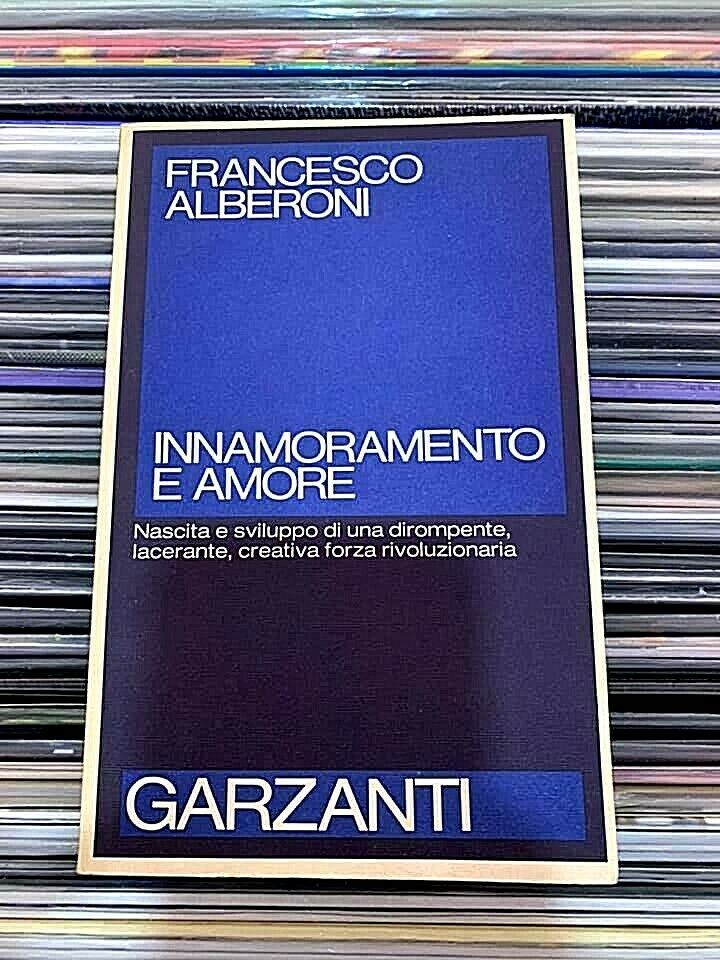 FRANCESCO
ALBERONI
INNAMORAMENTO
E AMORE
Nascita e sviluppo di una dirompente,
lacerante, creativa forza rivoluzionaria
GARZANTI